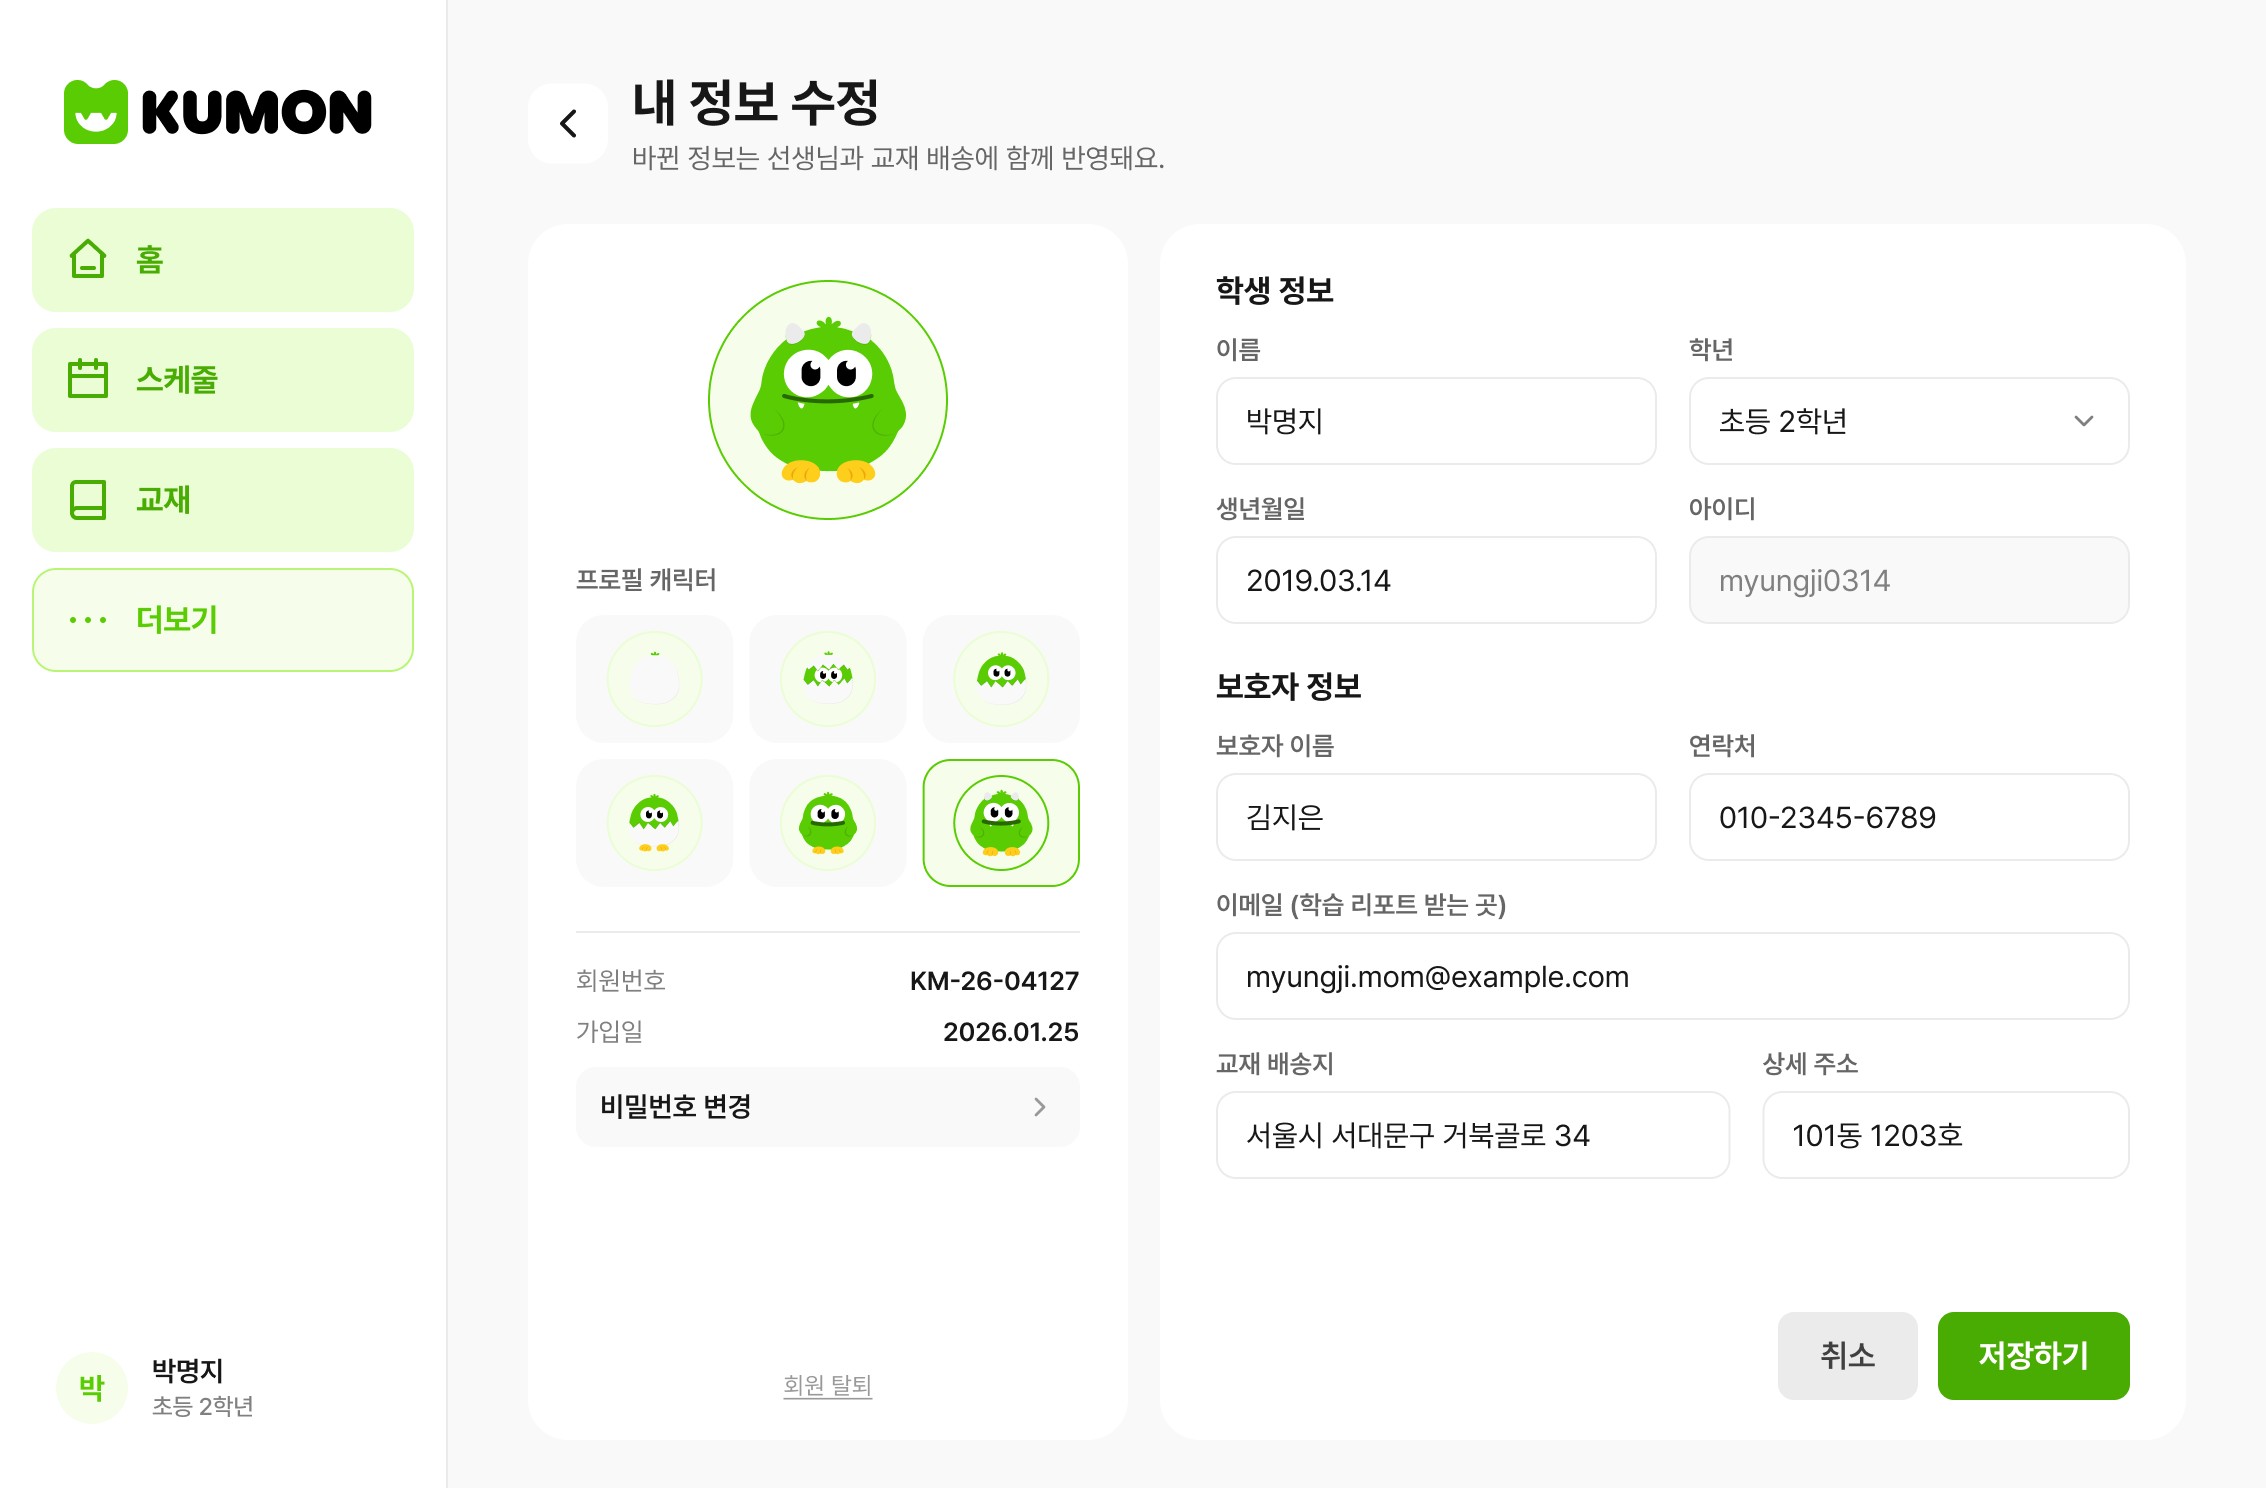 KUMON
홈
스케줄
교재
더보기
박
박명지
초등 2학년
내 정보 수정
바뀐 정보는 선생님과 교재 배송에 함께 반영돼요.
프로필 캐릭터
회원번호 KM-26-04127
가입일 2026.01.25
비밀번호 변경
회원 탈퇴
학생 정보
이름 학년
박명지 초등 2학년
생년월일 아이디
2019.03.14 myungji0314
보호자 정보
보호자 이름 연락처
김지은 010-2345-6789
이메일 (학습 리포트 받는 곳)
myungji.mom@example.com
교재 배송지 상세 주소
서울시 서대문구 거북골로 34 101동 1203호
취소 저장하기